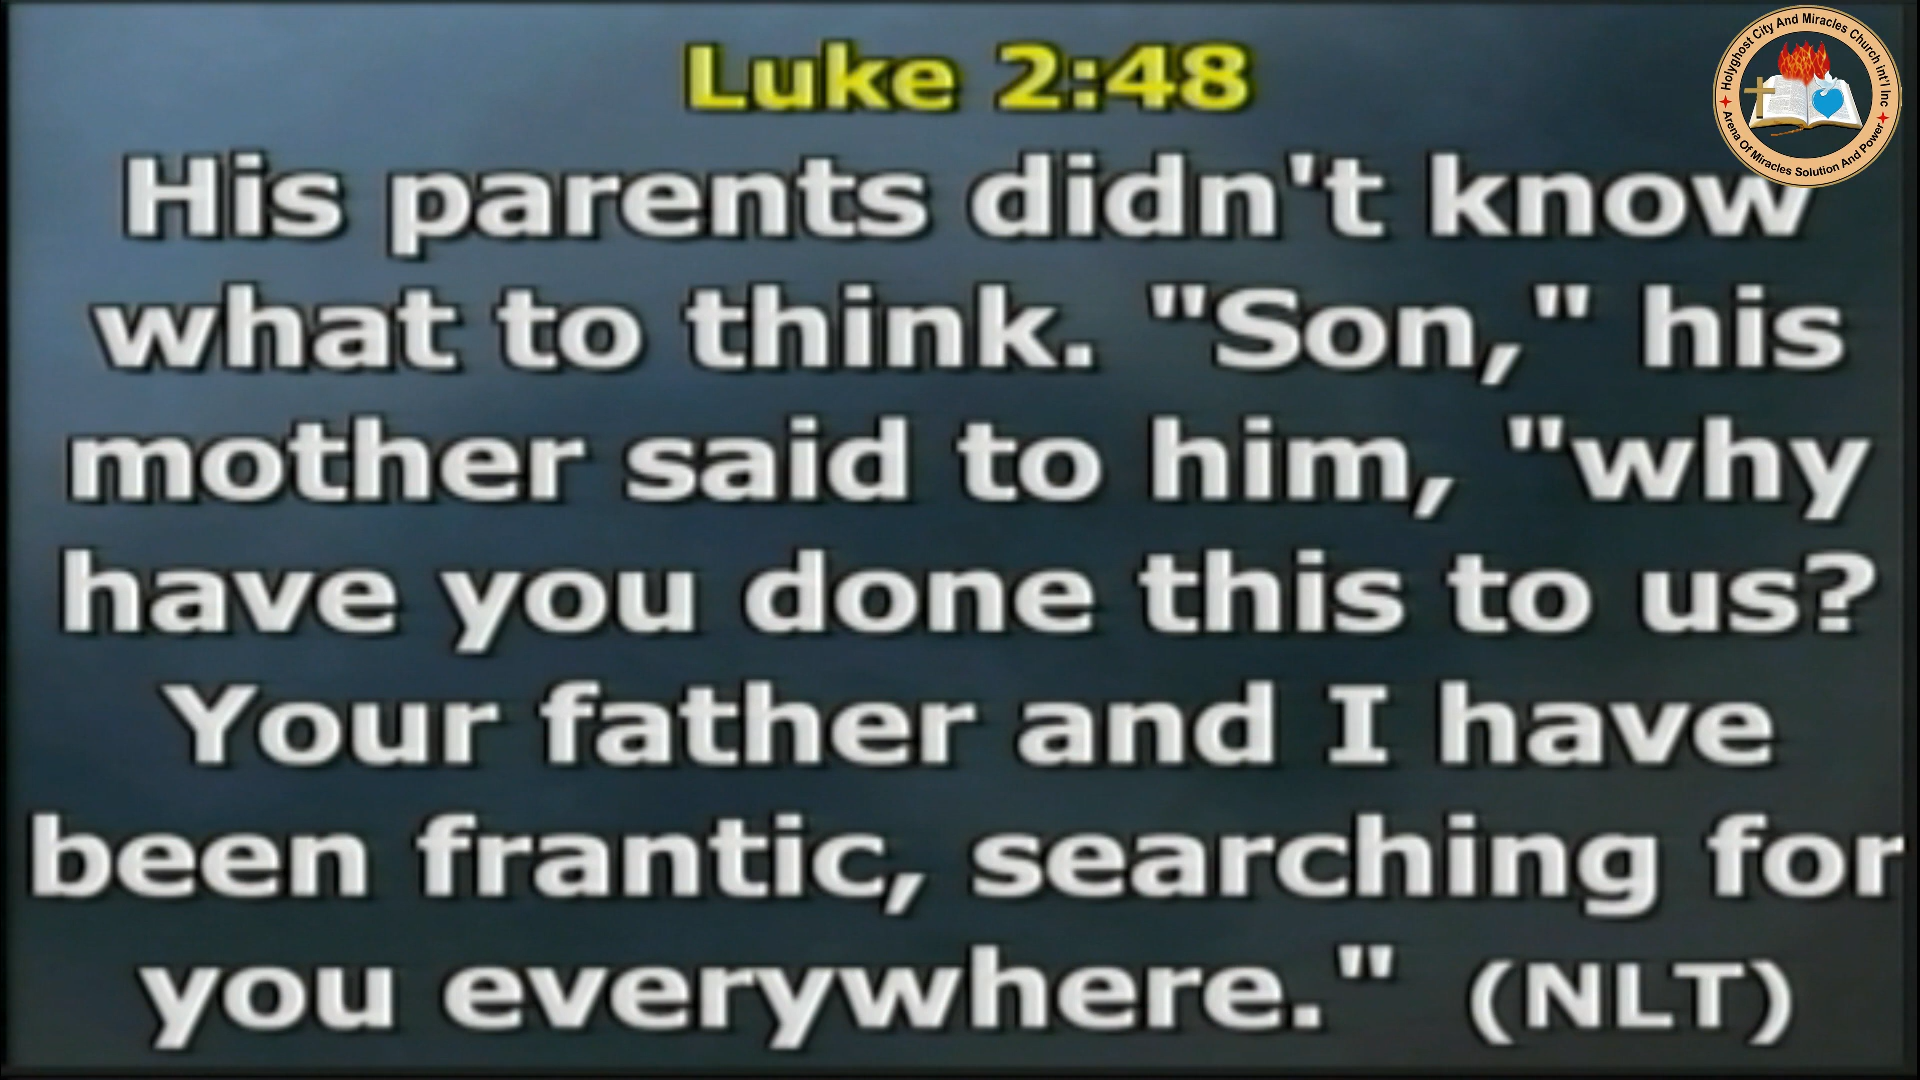 Luke 2:48
His parents didn't know
what to think. "Son," his
mother said to him, "why
have you done this to us?
Your father and I have
been frantic, searching for
you everywhere." (NLT)
Holyghost City And Miracles Church int'l Inc
Arena Of Miracles Solution And Power